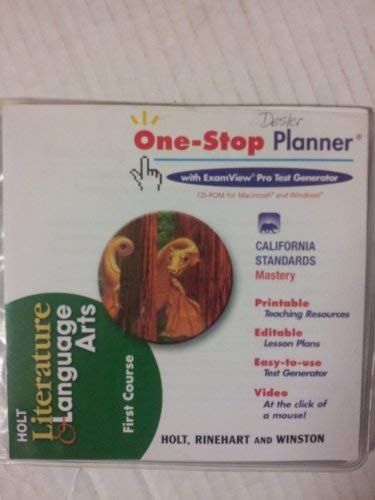 One-Stop Planner®
with ExamView® Pro Test Generator
CD-ROM for Macintosh® and Windows®
CALIFORNIA
STANDARDS
Mastery
Printable
Teaching Resources
Editable
Lesson Plans
Easy-to-use
Test Generator
Video
At the click of
a mouse!
HOLT
Literature
& Language
Arts
First Course
HOLT, RINEHART AND WINSTON